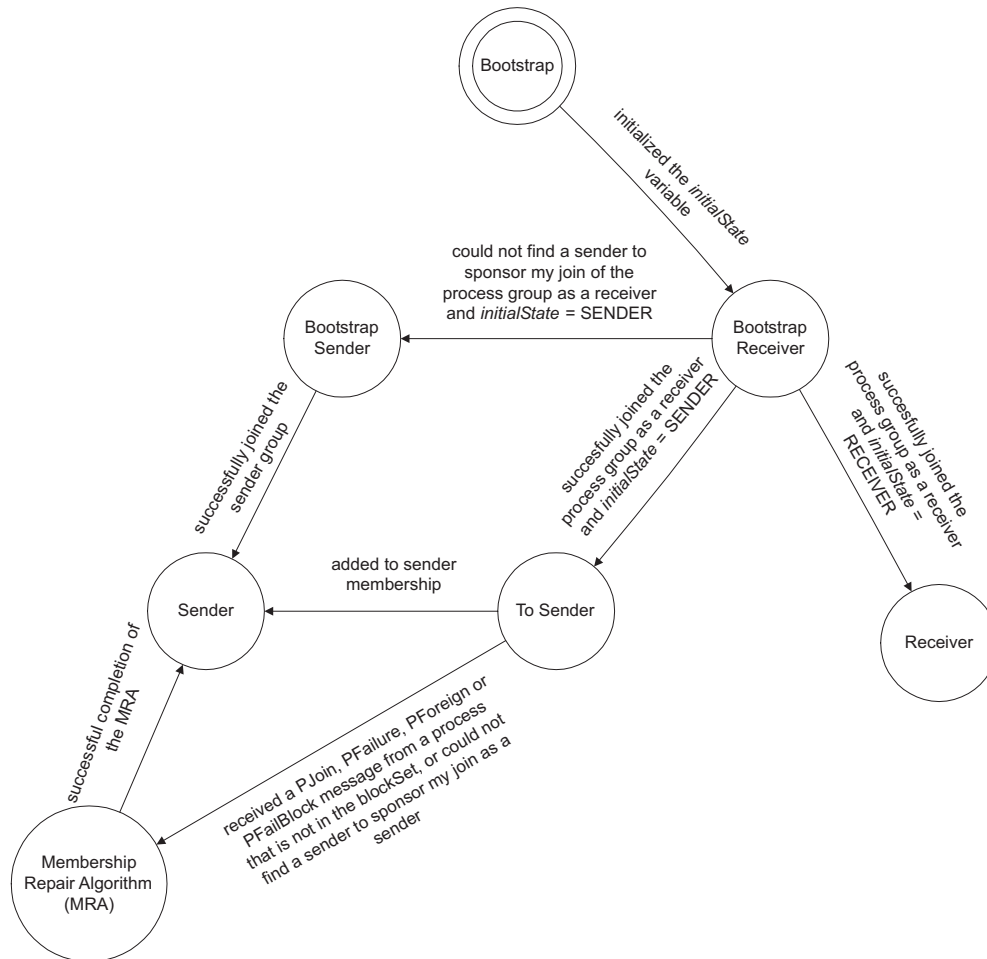 Bootstrap
initialized the initialState
variable
could not find a sender to
sponsor my join of the
process group as a receiver
and initialState = SENDER
Bootstrap
Sender
Bootstrap
Receiver
successfully joined the
sender group
succesfully joined the
process group as a receiver
and initialState = SENDER
succesfully joined the
process group as a receiver
and initialState =
RECEIVER
added to sender
membership
Sender
To Sender
Receiver
successful completion of
the MRA
received a PJoin, PFailure, PForeign or
PFailBlock message from a process
that is not in the blockSet, or could not
find a sender to sponsor my join as a
sender
Membership
Repair Algorithm
(MRA)